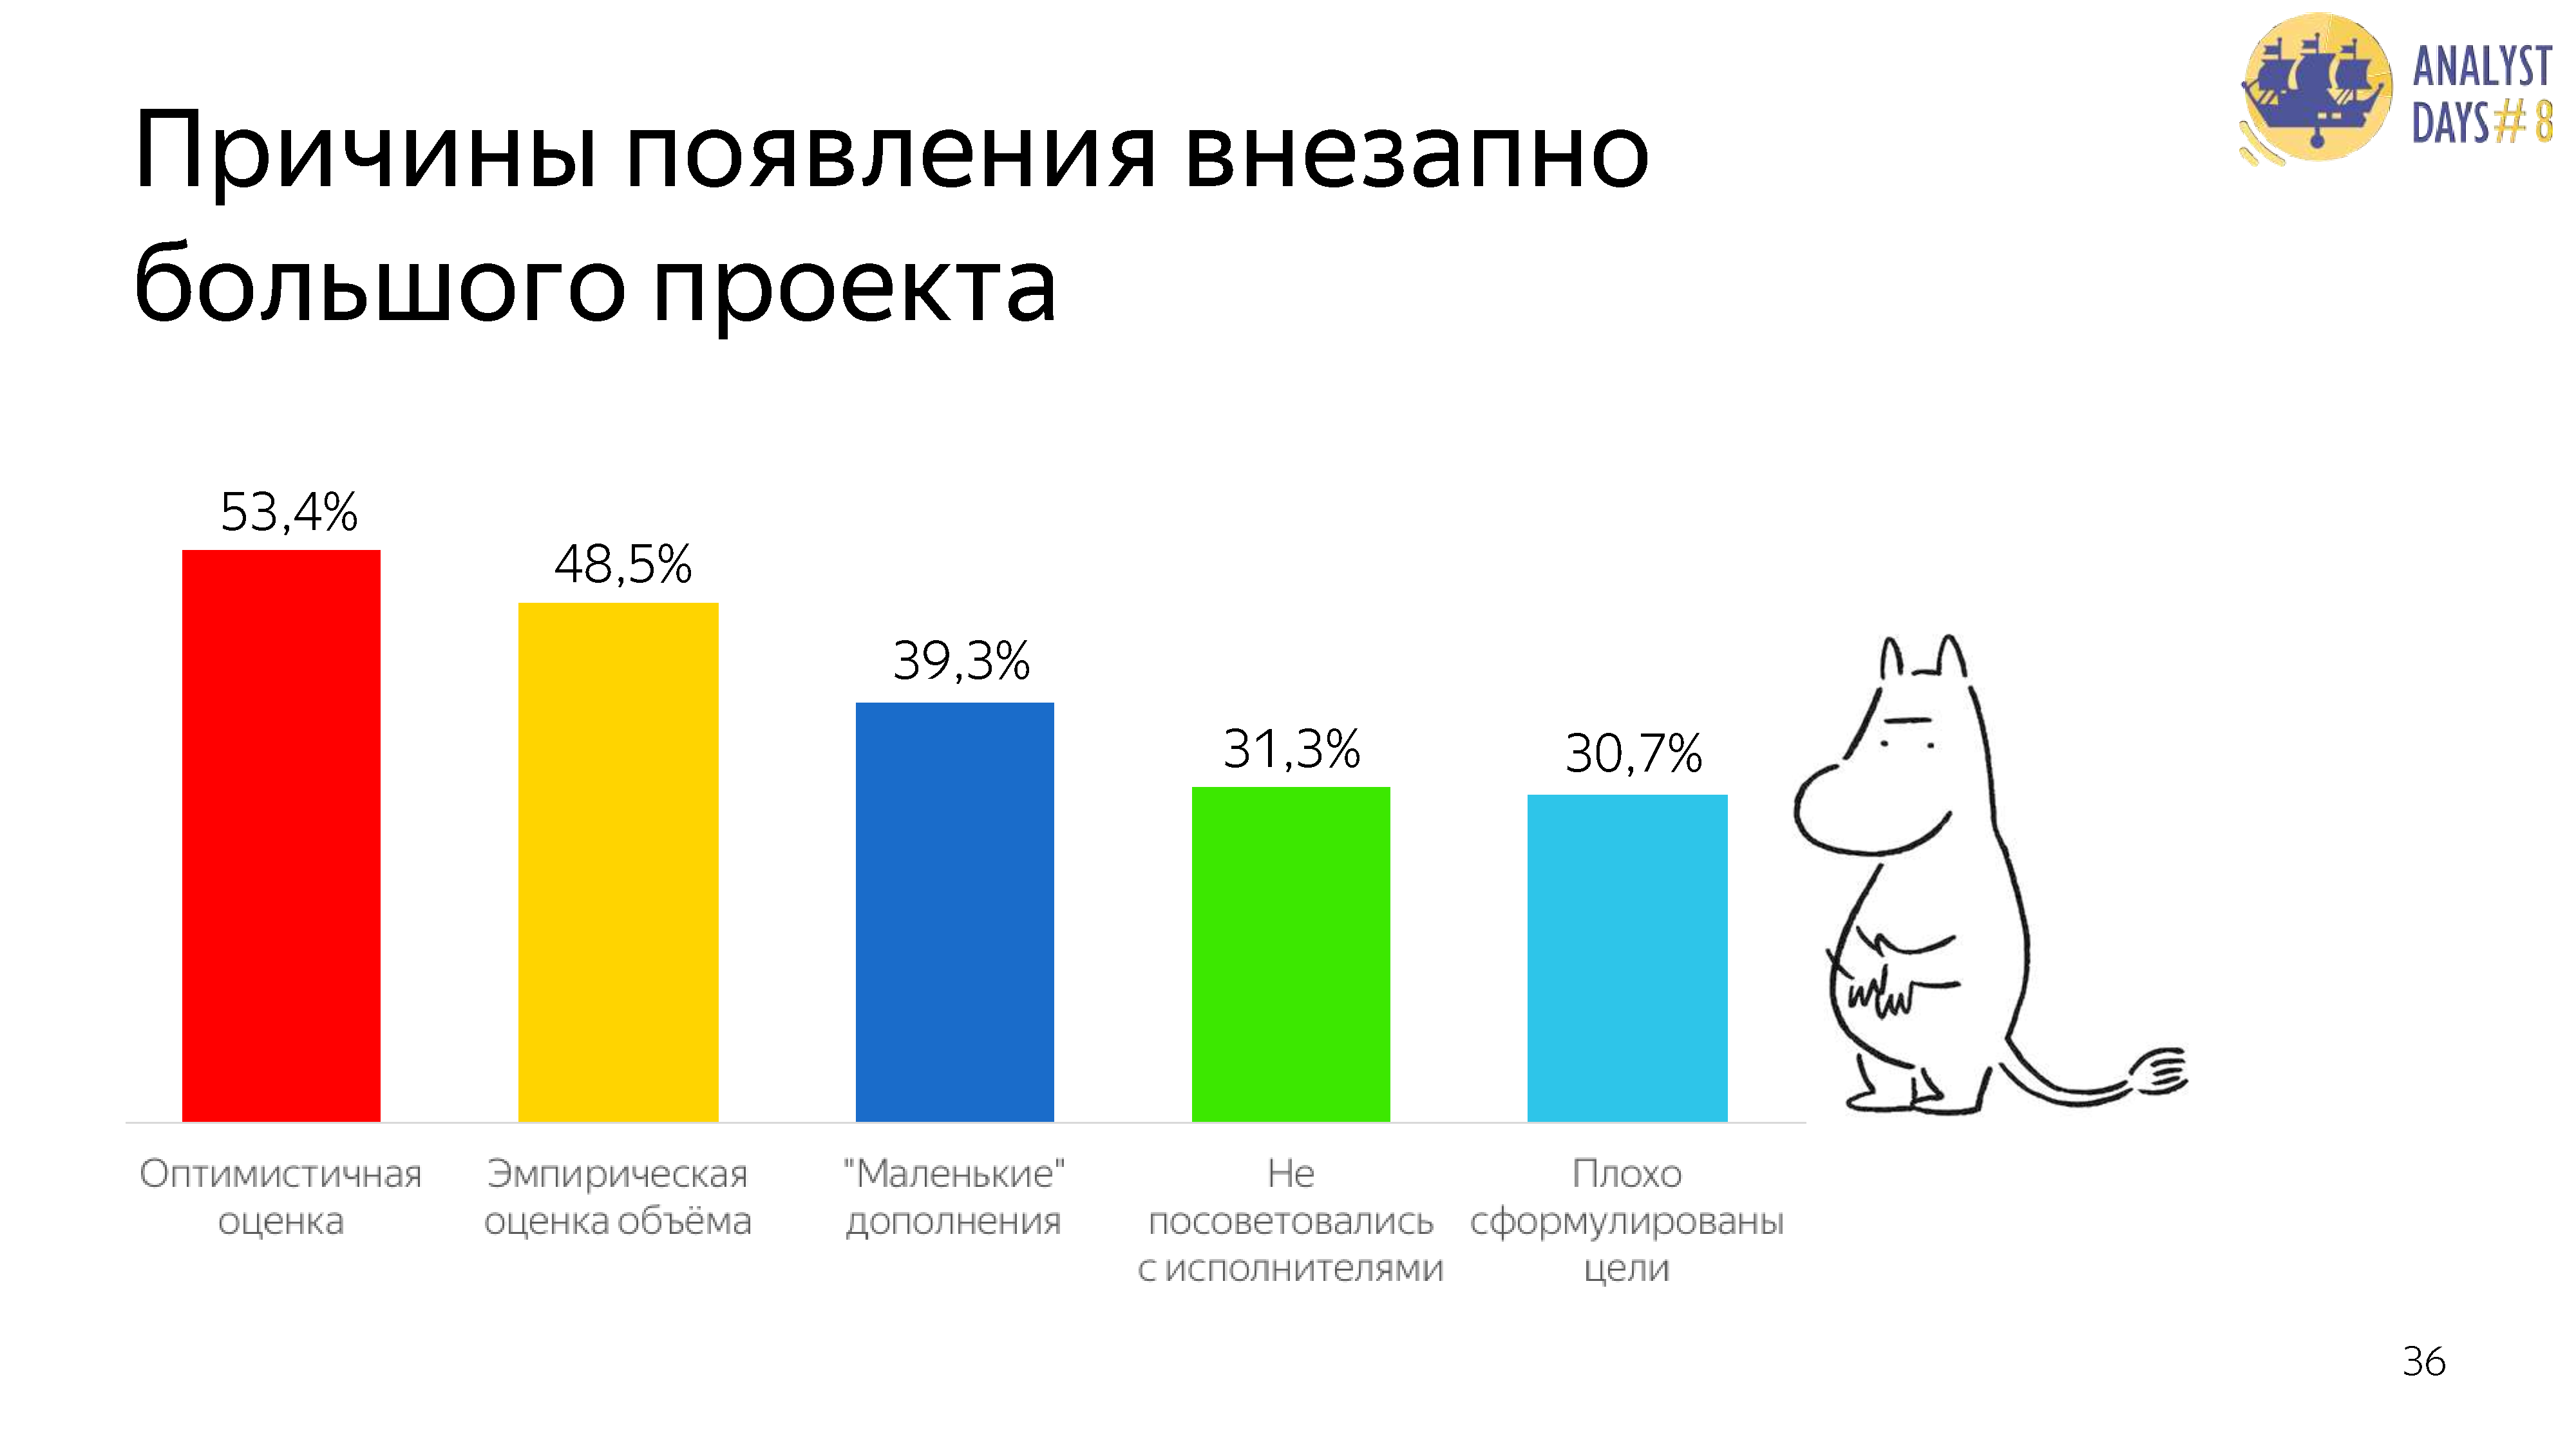 ANALYST
DAYS#8
Причины появления внезапно
большого проекта
53,4%
48,5%
39,3%
31,3%
30,7%
Оптимистичная
оценка
Эмпирическая
оценка объёма
"Маленькие"
дополнения
Не
посоветовались
с исполнителями
Плохо
сформулированы
цели
36